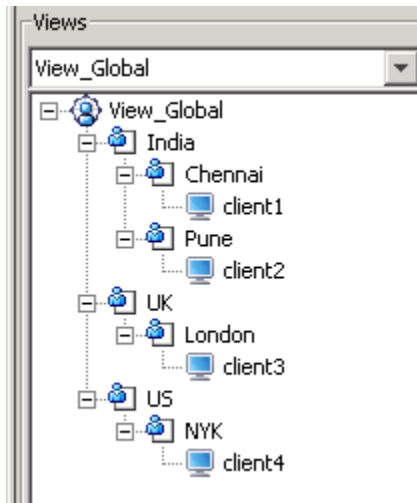 Views
View_Global
View_Global
India
Chennai
client1
Pune
client2
UK
London
client3
US
NYK
client4